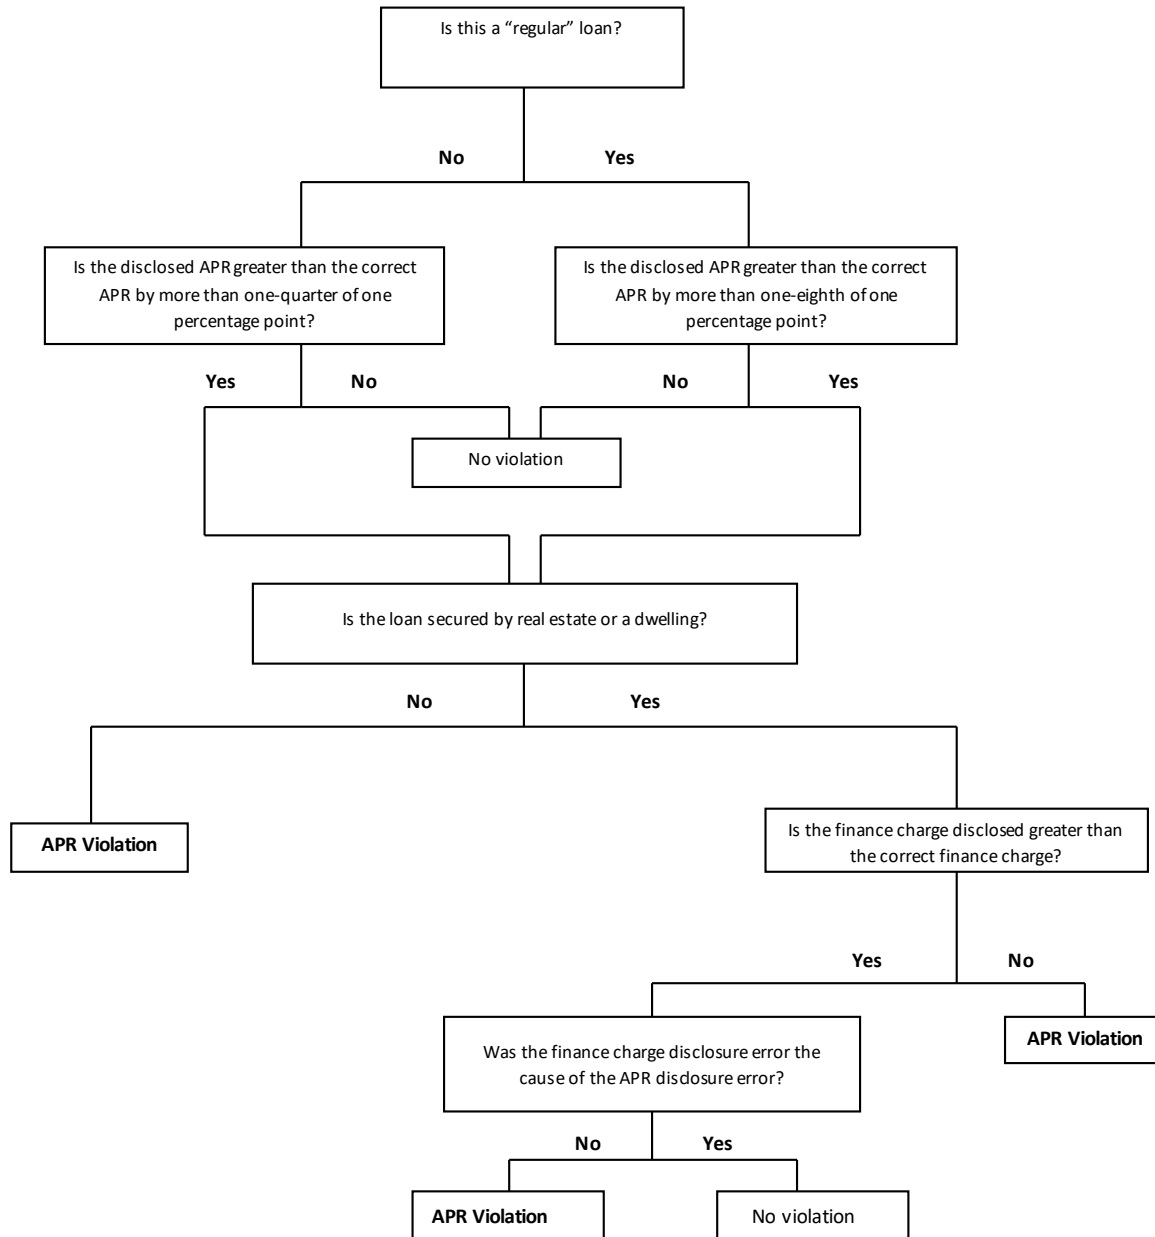 Is this a “regular” loan?
No Yes
Is the disclosed APR greater than the correct
APR by more than one-quarter of one
percentage point?
Is the disclosed APR greater than the correct
APR by more than one-eighth of one
percentage point?
Yes No
No Yes
No violation
Is the loan secured by real estate or a dwelling?
No Yes
APR Violation
Is the finance charge disclosed greater than
the correct finance charge?
Yes No
Was the finance charge disclosure error the
cause of the APR disclosure error?
APR Violation
No Yes
APR Violation
No violation